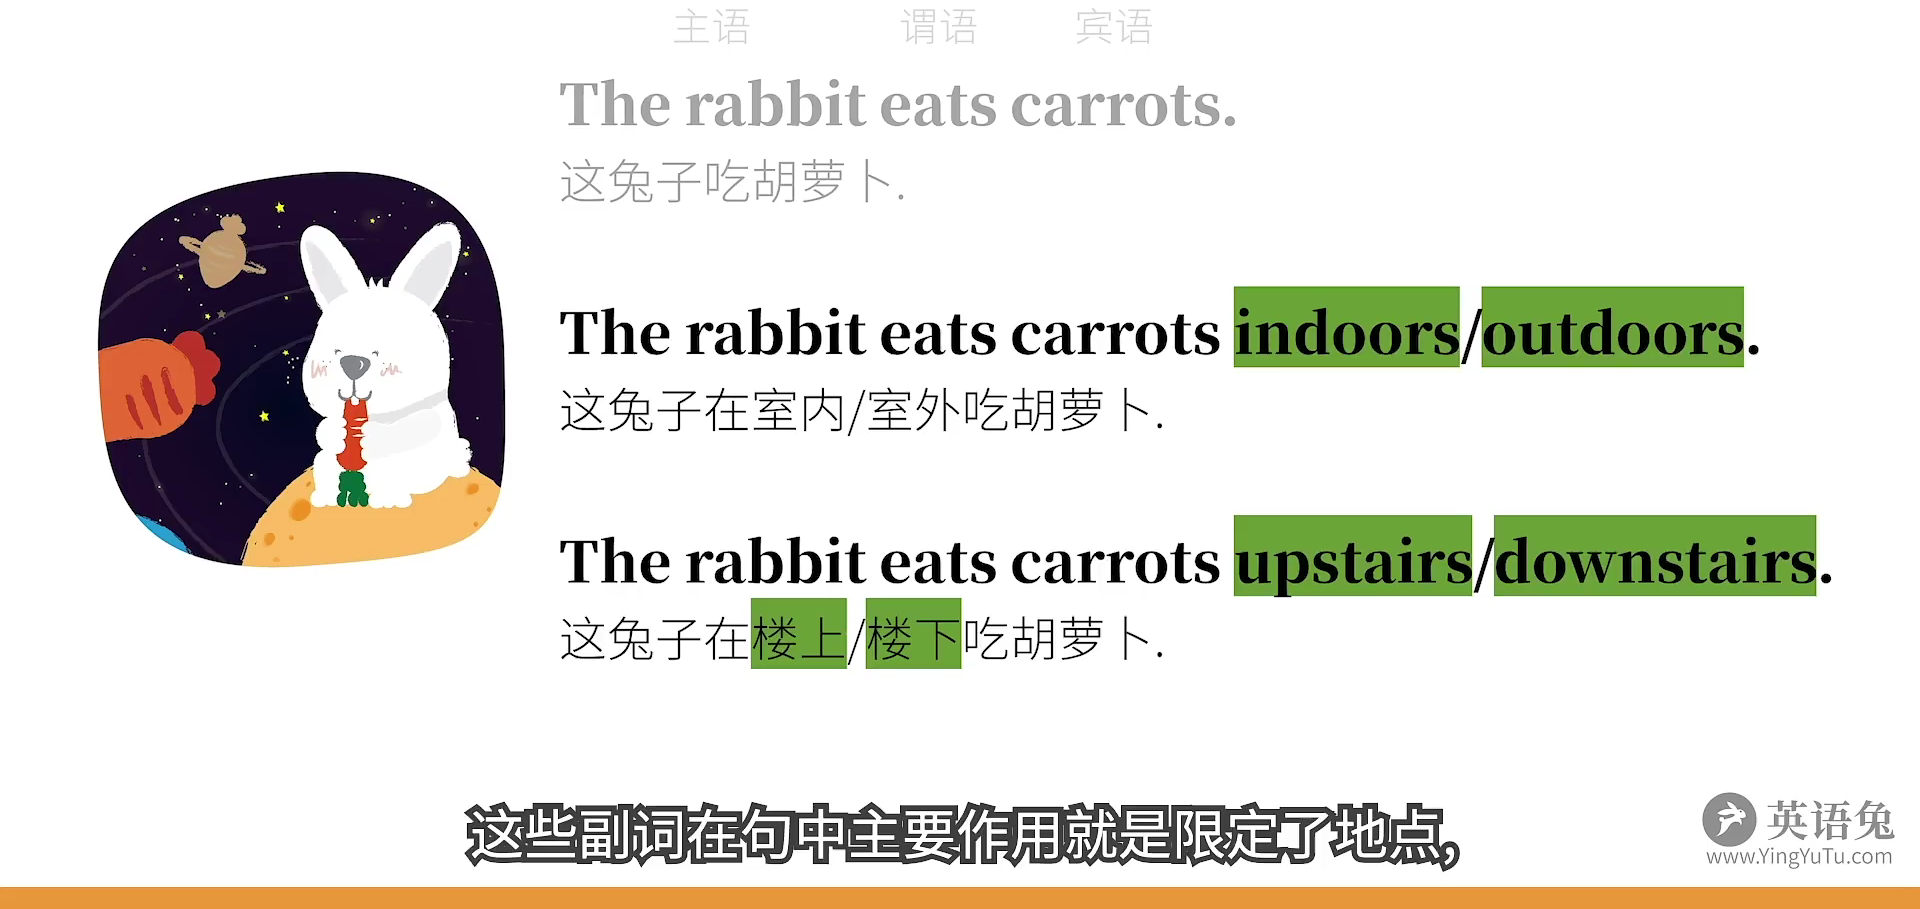 主语 谓语 宾语
The rabbit eats carrots.
这兔子吃胡萝卜.
The rabbit eats carrots indoors/outdoors.
这兔子在室内/室外吃胡萝卜.
The rabbit eats carrots upstairs/downstairs.
这兔子在楼上/楼下吃胡萝卜.
这些副词在句中主要作用就是限定了地点,
英语兔
www.YingYuTu.com